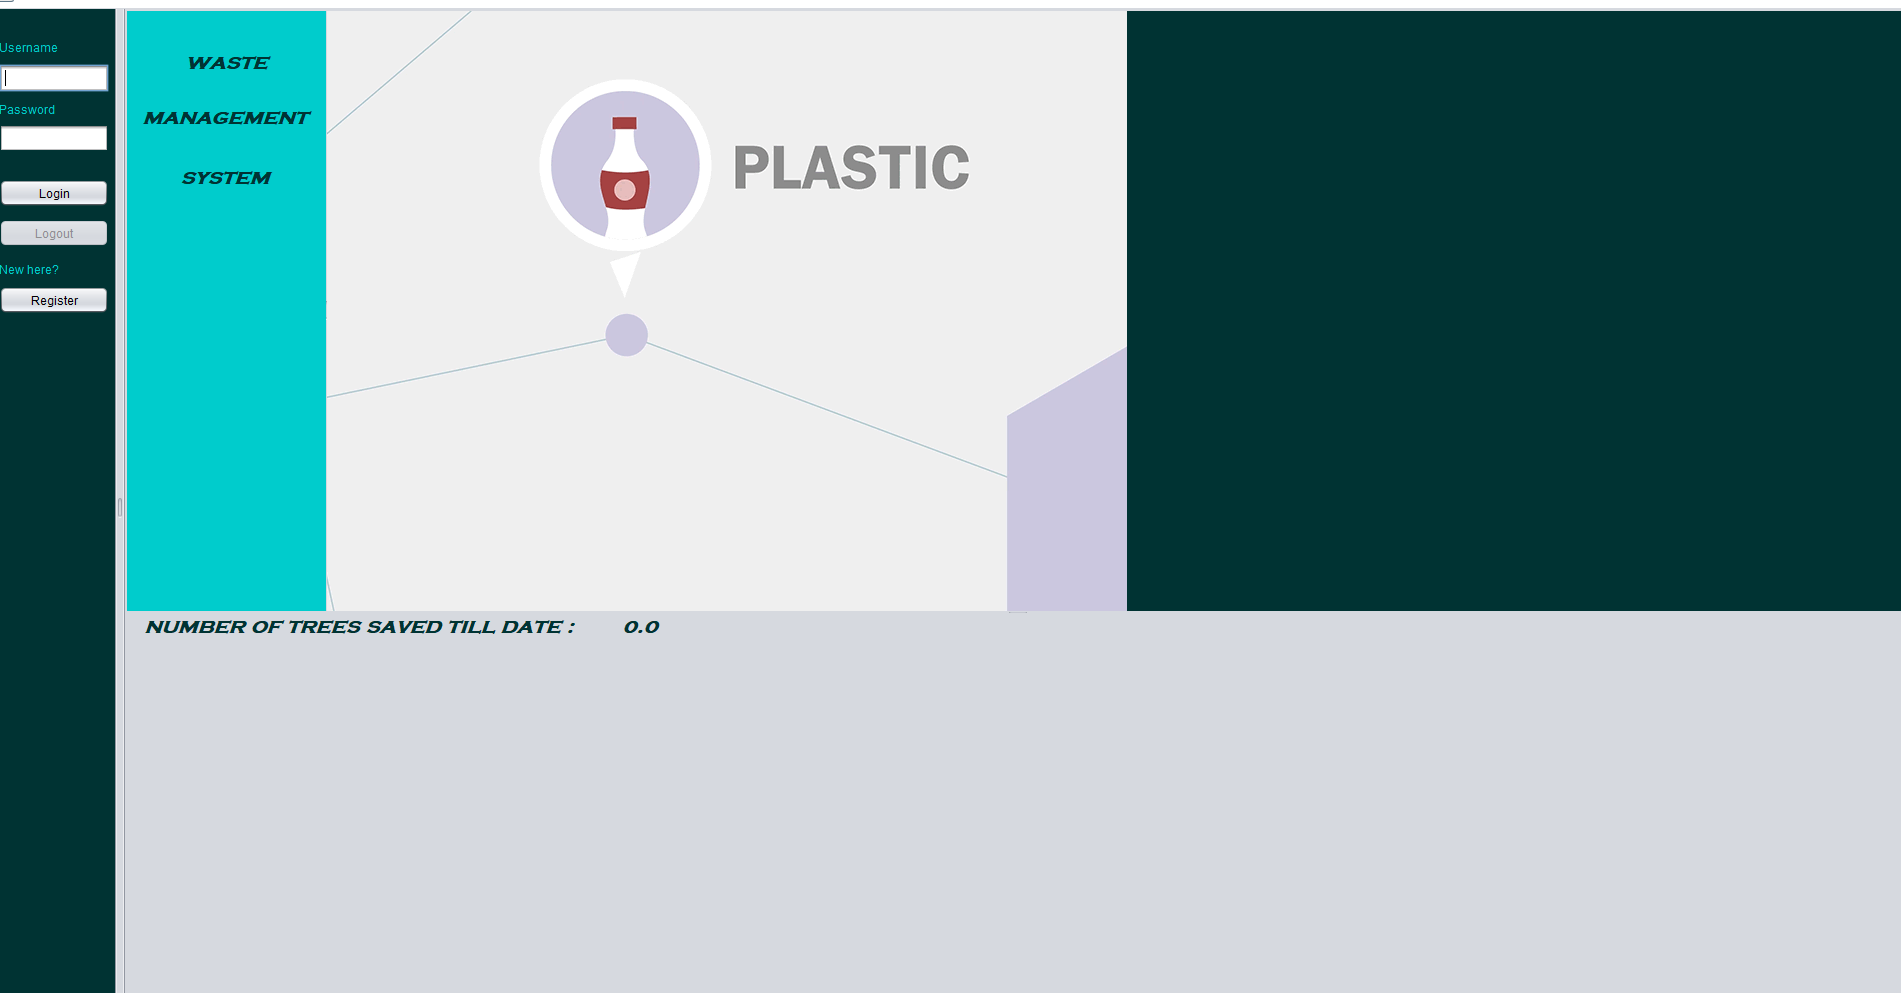 Username
Password
Login
Logout
New here?
Register
WASTE
MANAGEMENT
SYSTEM
PLASTIC
NUMBER OF TREES SAVED TILL DATE : 0.0